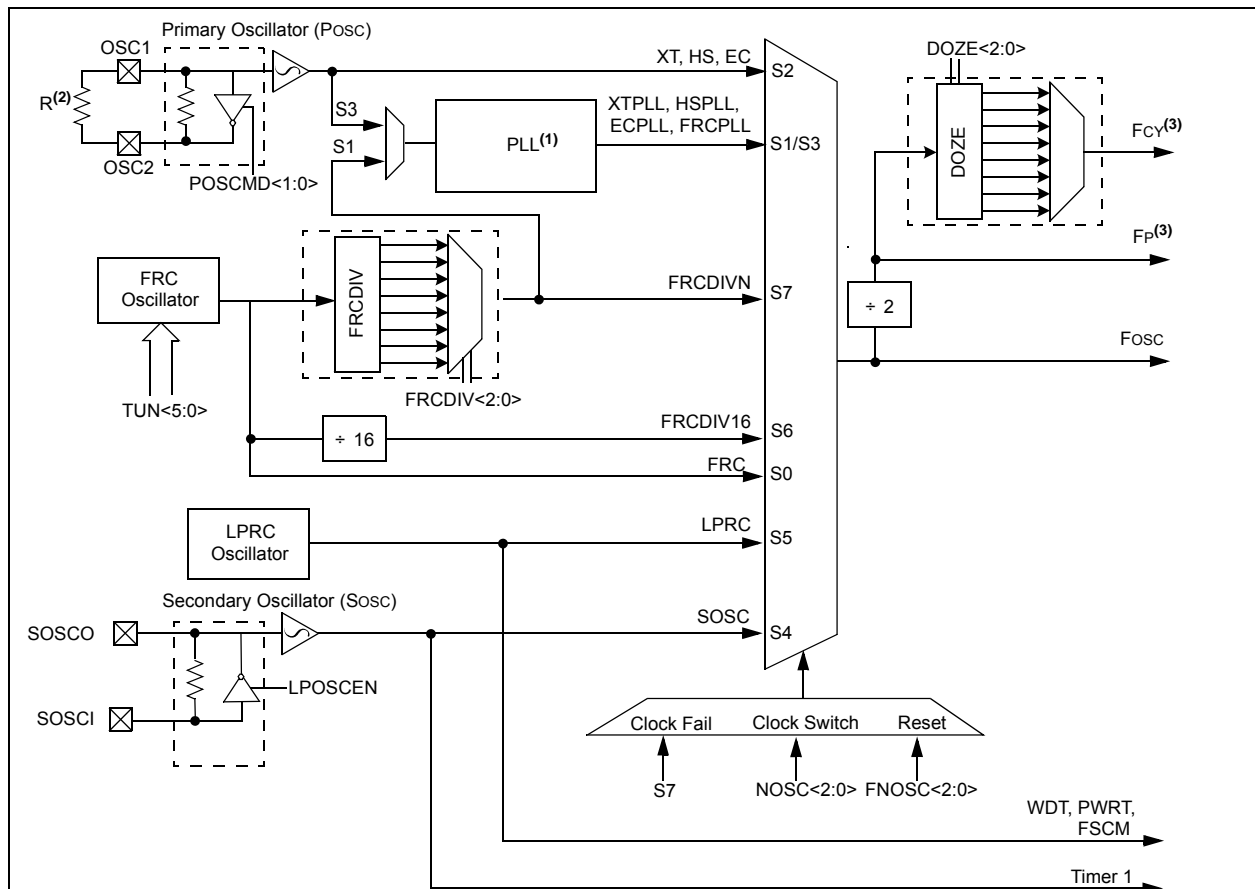 Primary Oscillator (POSC)
OSC1
R(2)
OSC2
POSCMD<1:0>
S3
S1
PLL(1)
XT, HS, EC
S2
XTPLL, HSPLL,
ECPLL, FRCPLL
S1/S3
DOZE<2:0>
DOZE
FCY(3)
FP(3)
÷ 2
FOSC
FRC
Oscillator
TUN<5:0>
FRCDIV
FRCDIV<2:0>
FRCDIVN
S7
÷ 16
FRCDIV16
S6
FRC
S0
LPRC
Oscillator
LPRC
S5
Secondary Oscillator (SOSC)
SOSCO
SOSCI
LPOSCEN
SOSC
S4
Clock Fail
Clock Switch
Reset
S7
NOSC<2:0>
FNOSC<2:0>
WDT, PWRT,
FSCM
Timer 1